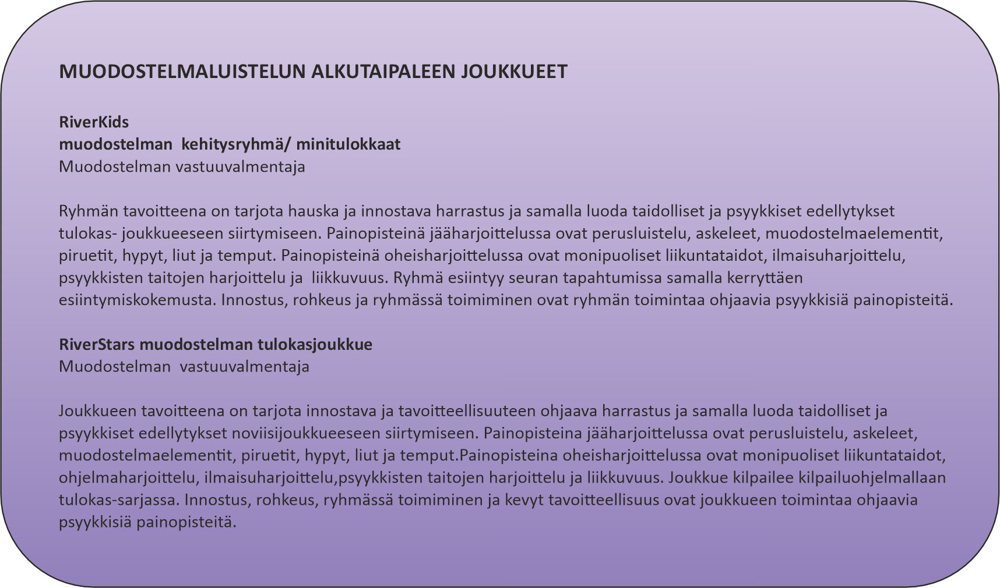 MUODOSTELMALUISTELUN ALKUTAIPALEEN JOUKKUEET
RiverKids
muodostelman  kehitysryhmä/ minitulokkaat
Muodostelman vastuuvalmentaja
Ryhmän tavoitteena on tarjota hauska ja innostava harrastus ja samalla luoda taidolliset ja psyykkiset edellytykset
tulokas- joukkueeseen siirtymiseen. Painopisteinä jääharjoittelussa ovat perusluistelu, askeleet, muodostelmaelementit,
piruetit, hypyt, liut ja temput. Painopisteinä oheisharjoittelussa ovat monipuoliset liikuntataidot, ilmaisuharjoittelu,
psyykkisten taitojen harjoittelu ja  liikkuvuus. Ryhmä esiintyy seuran tapahtumissa samalla kerryttäen
esiintymiskokemusta. Innostus, rohkeus ja ryhmässä toimiminen ovat ryhmän toimintaa ohjaavia psyykkisiä painopisteitä.
RiverStars muodostelman tulokasjoukkue
Muodostelman  vastuuvalmentaja
Joukkueen tavoitteena on tarjota innostava ja tavoitteellisuuteen ohjaava harrastus ja samalla luoda taidolliset ja
psyykkiset edellytykset noviisijoukkueeseen siirtymiseen. Painopisteina jääharjoittelussa ovat perusluistelu, askeleet,
muodostelmaelementit, piruetit, hypyt, liut ja temput.Painopisteina oheisharjoittelussa ovat monipuoliset liikuntataidot,
ohjelmaharjoittelu, ilmaisuharjoittelu,psyykkisten taitojen harjoittelu ja liikkuvuus. Joukkue kilpailee kilpailuohjelmallaan
tulokas-sarjassa. Innostus, rohkeus, ryhmässä toimiminen ja kevyt tavoitteellisuus ovat joukkueen toimintaa ohjaavia
psyykkisiä painopisteitä.